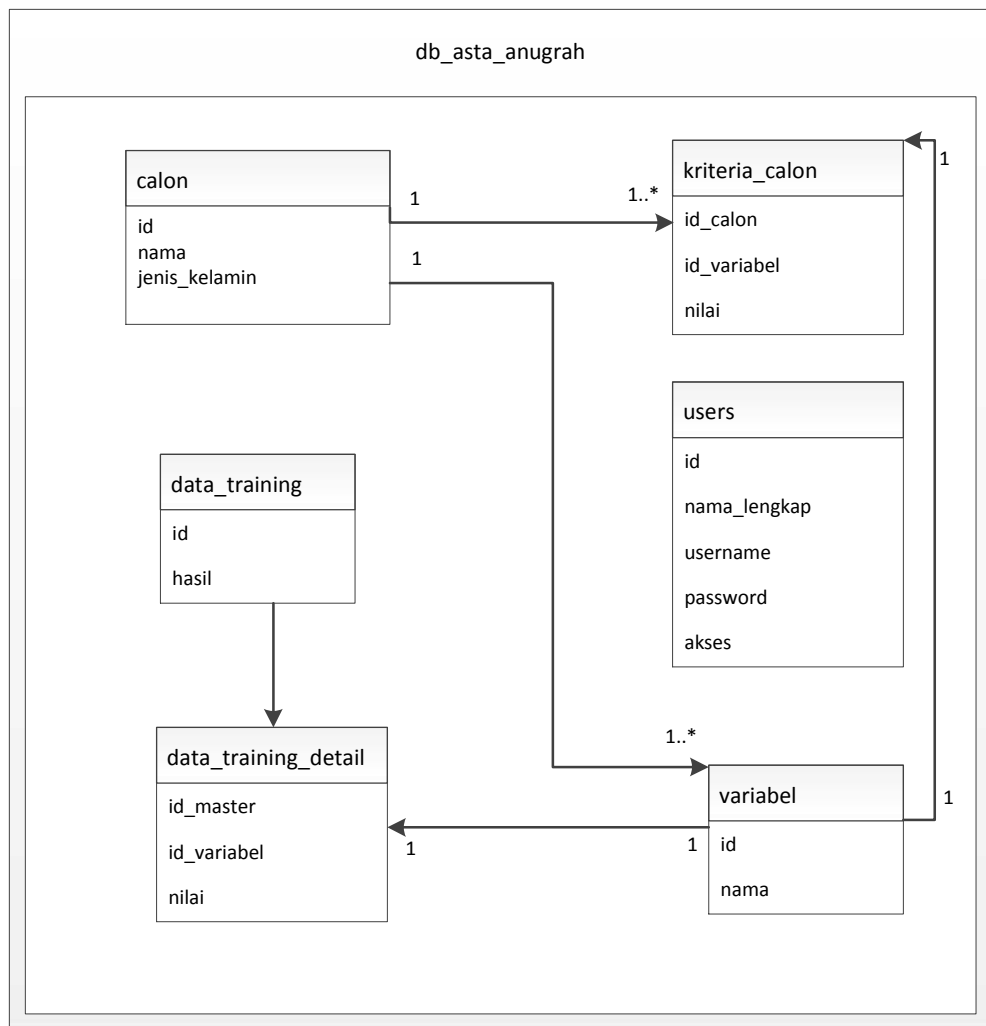 db_asta_anugrah
calon
id
nama
jenis_kelamin
1
1..*
1
kriteria_calon
id_calon
id_variabel
nilai
1
users
id
nama_lengkap
username
password
akses
data_training
id
hasil
data_training_detail
id_master
id_variabel
nilai
1..*
variabel
id
nama
1
1
1